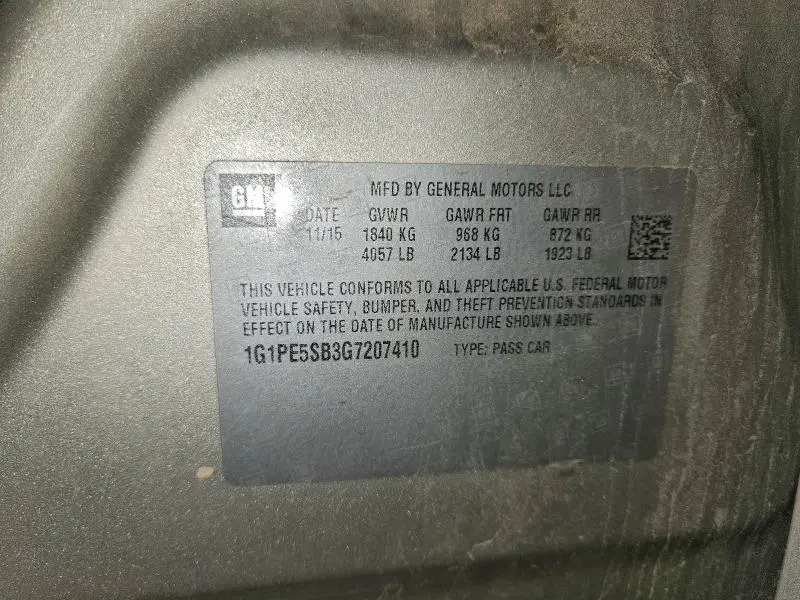 GM
MFD BY GENERAL MOTORS LLC
DATE GVWR GAWR FRT GAWR RR
11/15 1840 KG 968 KG 872 KG
4057 LB 2134 LB 1923 LB
THIS VEHICLE CONFORMS TO ALL APPLICABLE U.S. FEDERAL MOTOR
VEHICLE SAFETY, BUMPER, AND THEFT PREVENTION STANDARDS IN
EFFECT ON THE DATE OF MANUFACTURE SHOWN ABOVE.
1G1PE5SB3G7207410 TYPE: PASS CAR